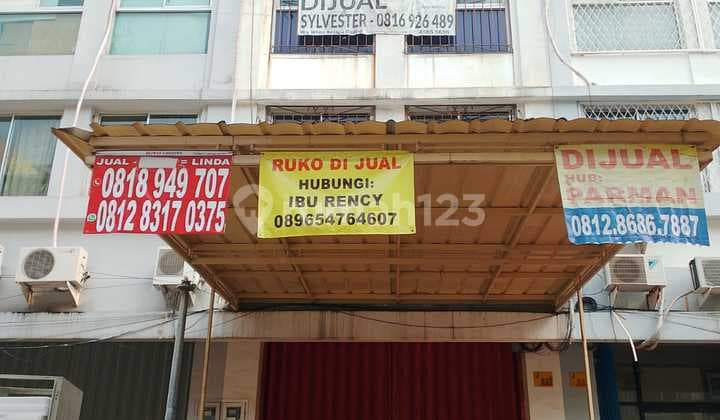 DIJUAL
SYLVESTER - 0816 926 489
JUAL - LINDA
0818 949 707
0812 8317 0375
RUKO DI JUAL
HUBUNGI:
IBU RENCY
089654764607
DIJUAL
HUB:
PARMAN
0812.8686.7887